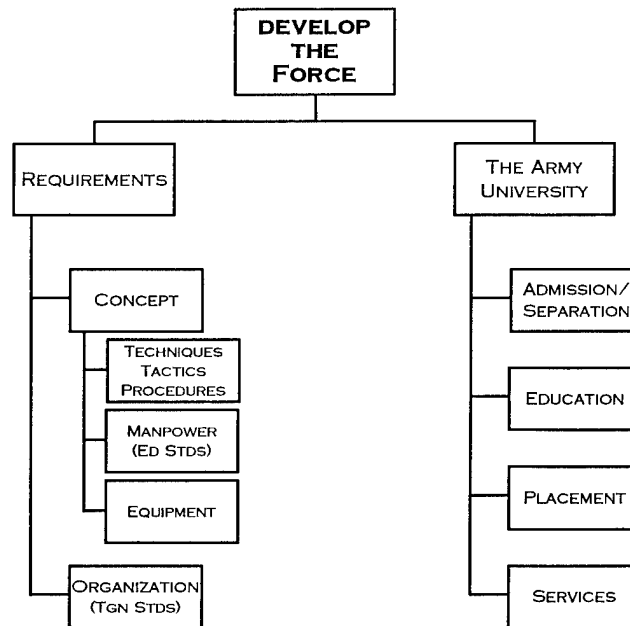 DEVELOP
THE
FORCE
REQUIREMENTS
THE ARMY
UNIVERSITY
CONCEPT
TECHNIQUES
TACTICS
PROCEDURES
MANPOWER
(ED STDS)
EQUIPMENT
ORGANIZATION
(TGN STDS)
ADMISSION/
SEPARATION
EDUCATION
PLACEMENT
SERVICES